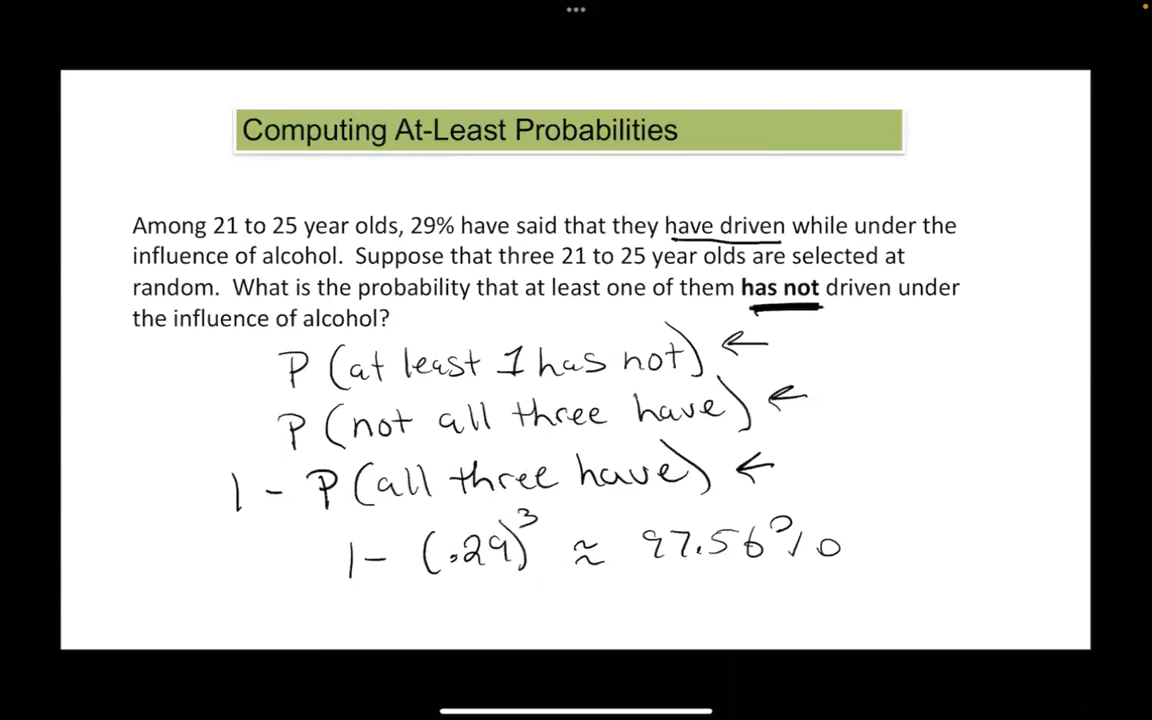 Computing At-Least Probabilities
Among 21 to 25 year olds, 29% have said that they have driven while under the
influence of alcohol. Suppose that three 21 to 25 year olds are selected at
random. What is the probability that at least one of them has not driven under
the influence of alcohol?
P (at least 1 has not) ←
P (not all three have) ←
1 - P (all three have) ←
1 - (.29)³ ≈ 97.56%